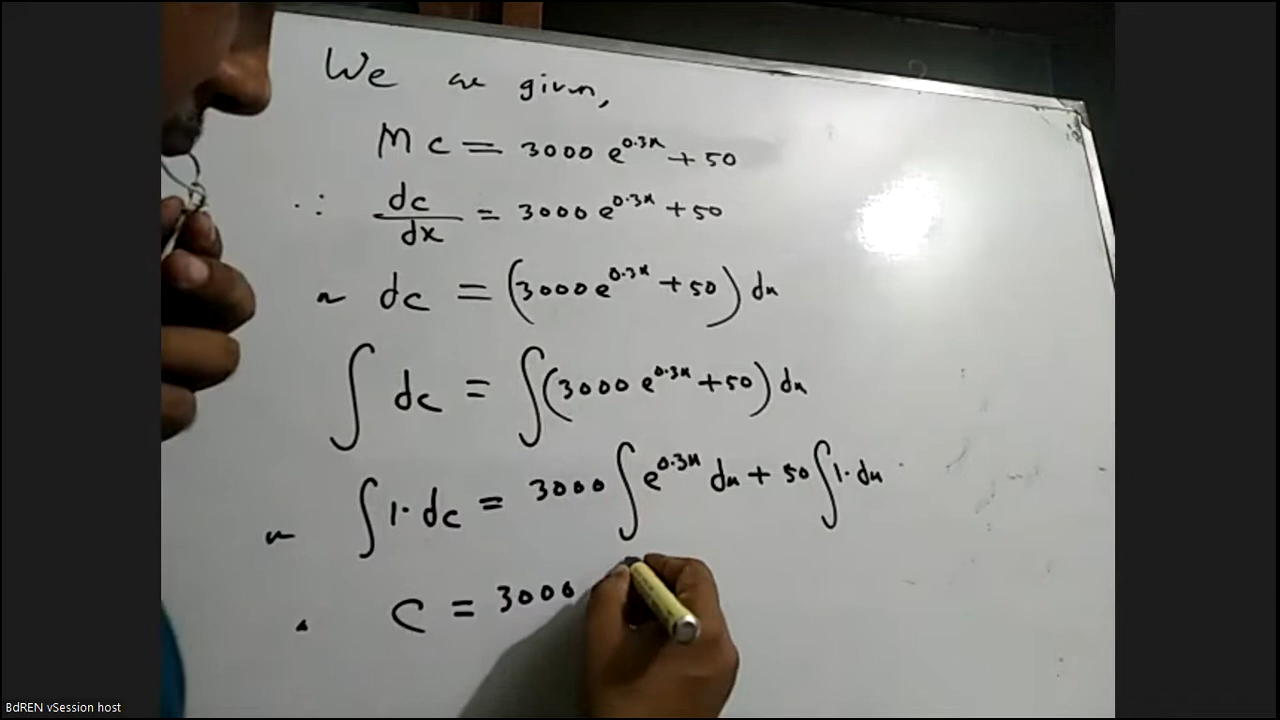 We are given,
MC = 3000 e^0.3x + 50
∴ dc/dx = 3000 e^0.3x + 50
~ dc = (3000 e^0.3x + 50) dx
∫ dc = ∫(3000 e^0.3x + 50) dx
~ ∫1. dc = 3000 ∫e^0.3x dx + 50 ∫1. dx
C = 3000
BdREN vSession host